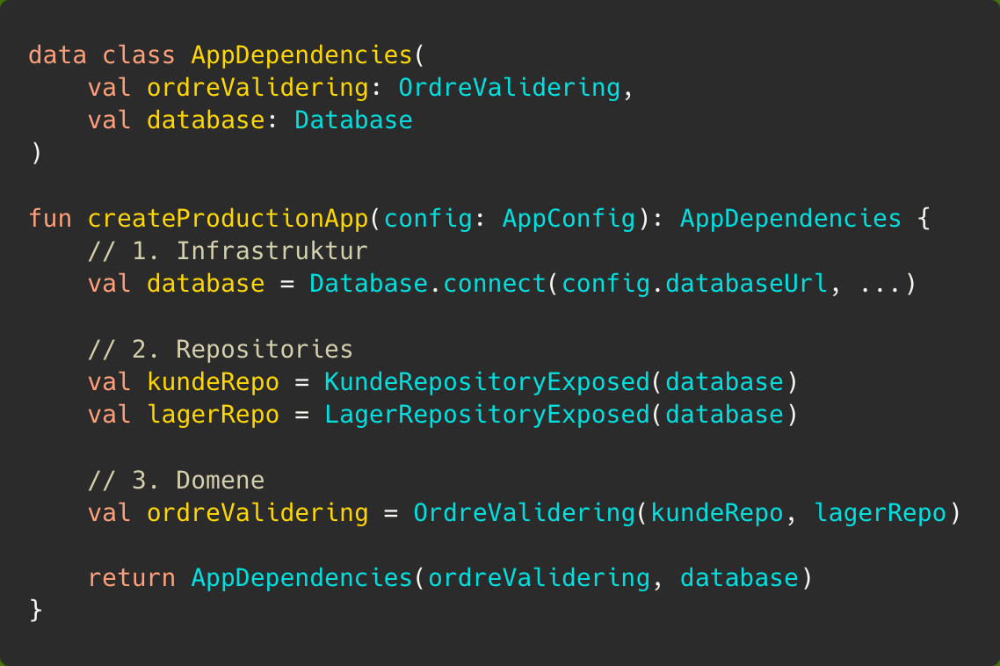 data class AppDependencies(
    val ordreValidering: OrdreValidering,
    val database: Database
)
fun createProductionApp(config: AppConfig): AppDependencies {
    // 1. Infrastruktur
    val database = Database.connect(config.databaseUrl, ...)
    // 2. Repositories
    val kundeRepo = KundeRepositoryExposed(database)
    val lagerRepo = LagerRepositoryExposed(database)
    // 3. Domene
    val ordreValidering = OrdreValidering(kundeRepo, lagerRepo)
    return AppDependencies(ordreValidering, database)
}